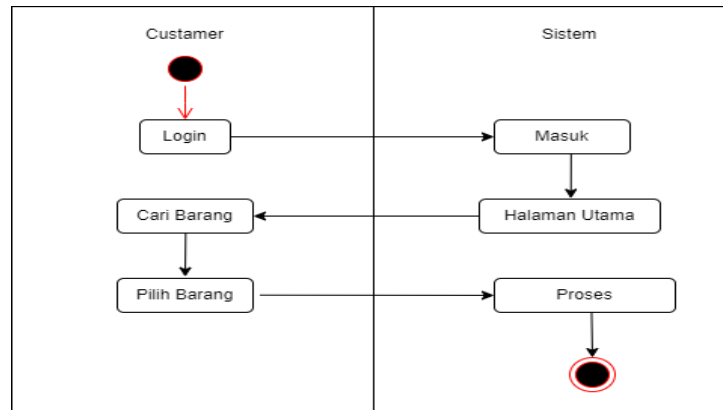 Custamer
Sistem
Login
Masuk
Cari Barang
Halaman Utama
Pilih Barang
Proses